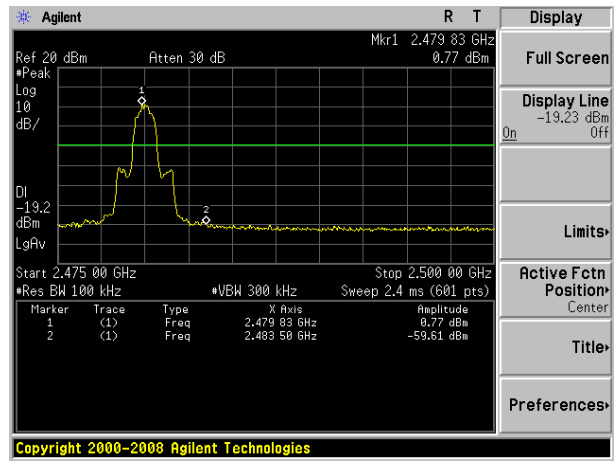 Agilent R T
Mkr1 2.479 83 GHz
Ref 20 dBm Atten 30 dB 0.77 dBm
#Peak
Log
10
dB/
1
2
DI
-19.2
dBm
LgAv
Start 2.475 00 GHz Stop 2.500 00 GHz
#Res BW 100 kHz #VBW 300 kHz Sweep 2.4 ms (601 pts)
Marker Trace Type X Axis Amplitude
1 (1) Freq 2.479 83 GHz 0.77 dBm
2 (1) Freq 2.483 50 GHz -59.61 dBm
Copyright 2000-2008 Agilent Technologies
Display
Full Screen
Display Line
-19.23 dBm
On Off
Limits
Active Fctn
Position
Center
Title
Preferences